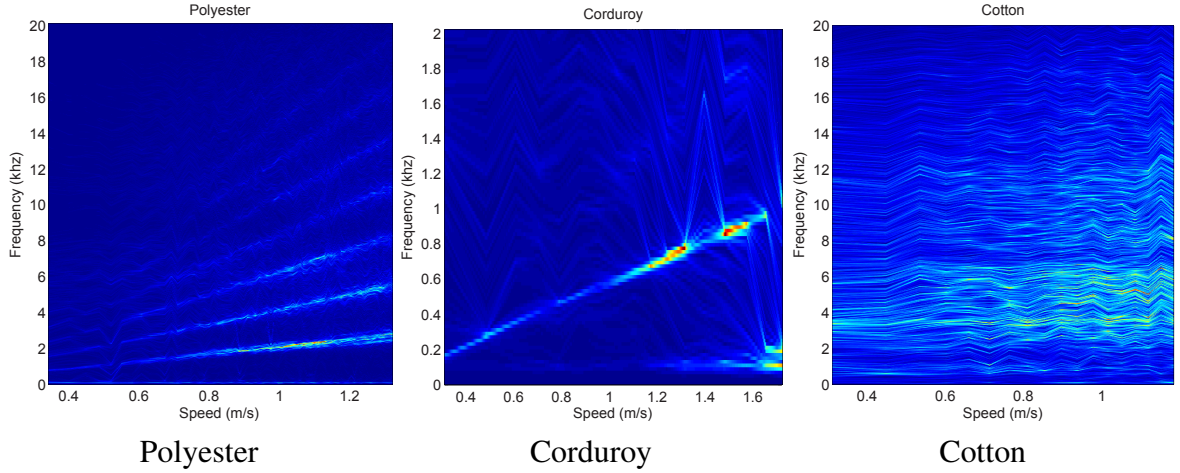 Polyester
20
18
16
14
12
10
8
6
4
2
0
Frequency (khz)
0.4 0.6 0.8 1 1.2
Speed (m/s)
Polyester
Corduroy
2
1.8
1.6
1.4
1.2
1
0.8
0.6
0.4
0.2
0
Frequency (khz)
0.4 0.6 0.8 1 1.2 1.4 1.6
Speed (m/s)
Corduroy
Cotton
20
18
16
14
12
10
8
6
4
2
0
Frequency (khz)
0.4 0.6 0.8 1
Speed (m/s)
Cotton